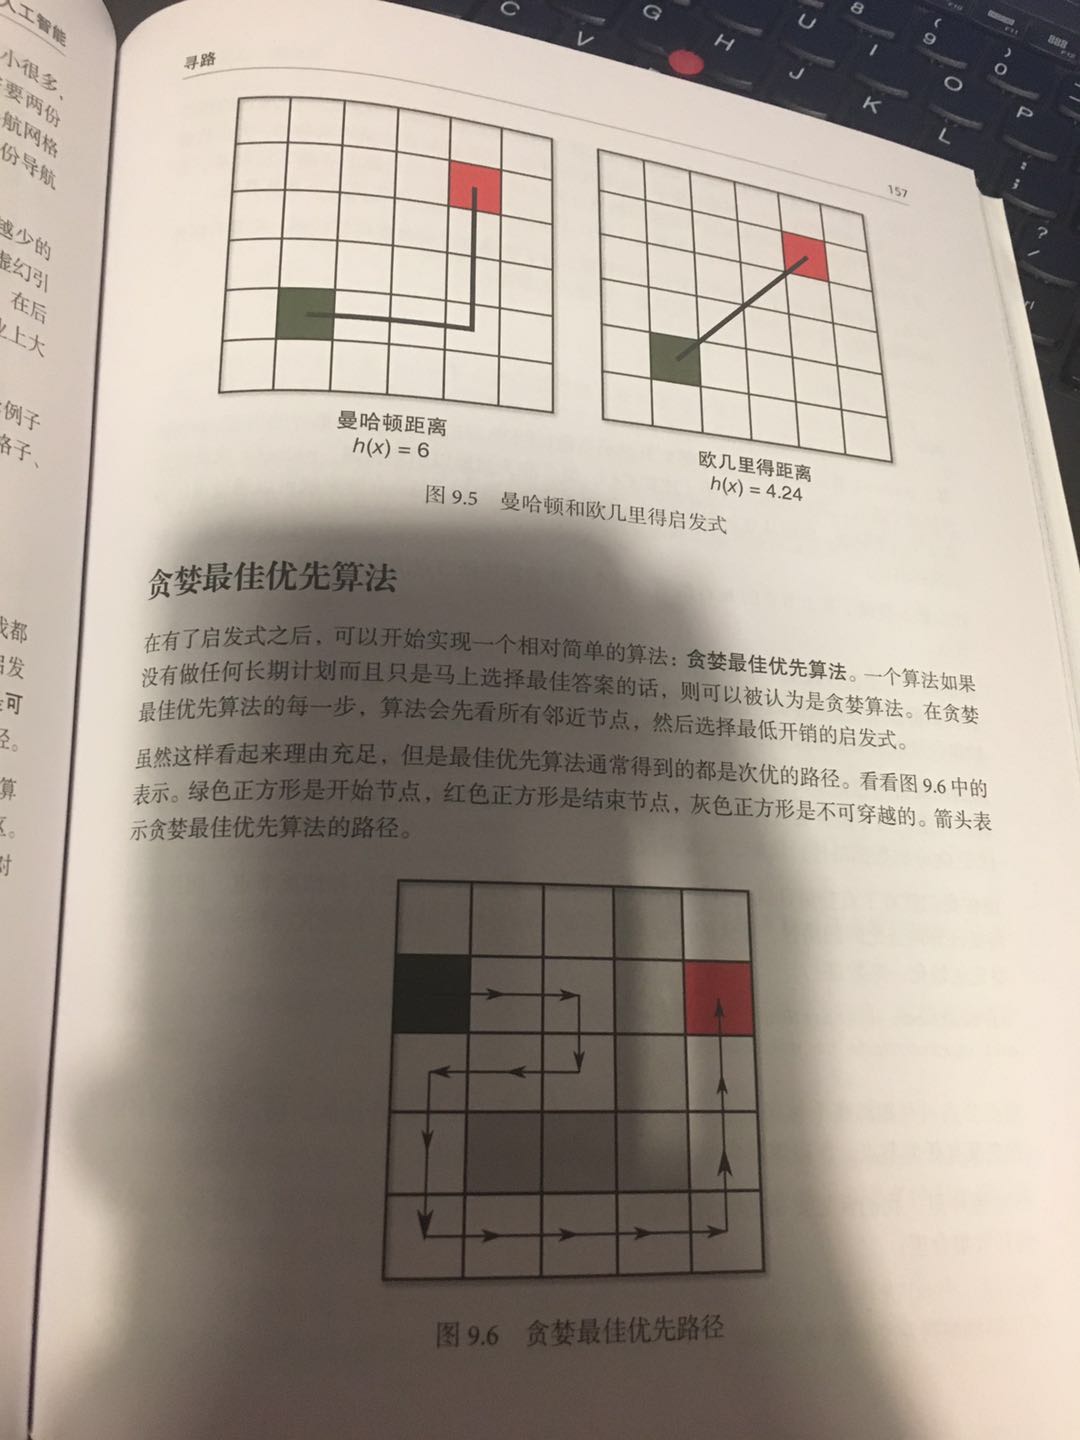 人工智能
小很多，
要两份
航网格
份导航
越少的
虚幻引
在后
业上大
例子
格子、
我都
启发
可
径。
算
区。
对
寻路
157
曼哈顿距离
h(x) = 6
欧几里得距离
h(x) = 4.24
图 9.5 曼哈顿和欧几里得启发式
贪婪最佳优先算法
在有了启发式之后，可以开始实现一个相对简单的算法：贪婪最佳优先算法。一个算法如果
没有做任何长期计划而且只是马上选择最佳答案的话，则可以被认为是贪婪算法。在贪婪
最佳优先算法的每一步，算法会先看所有邻近节点，然后选择最低开销的启发式。
虽然这样看起来理由充足，但是最佳优先算法通常得到的都是次优的路径。看看图 9.6 中的
表示。绿色正方形是开始节点，红色正方形是结束节点，灰色正方形是不可穿越的。箭头表
示贪婪最佳优先算法的路径。
图 9.6 贪婪最佳优先路径
C
G
U
8
(
9
)
0
V
H
I
O
P
J
K
L
:
;
?
/